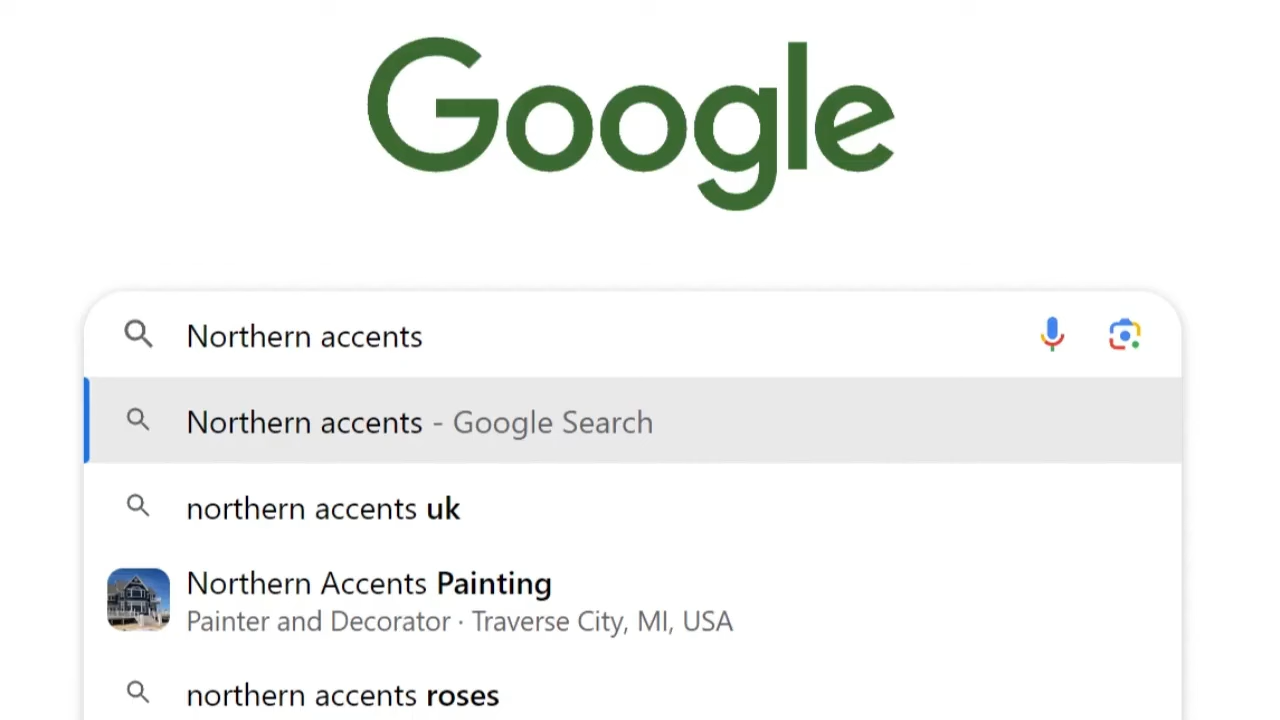 Google
Northern accents
Northern accents - Google Search
northern accents uk
Northern Accents Painting
Painter and Decorator · Traverse City, MI, USA
northern accents roses